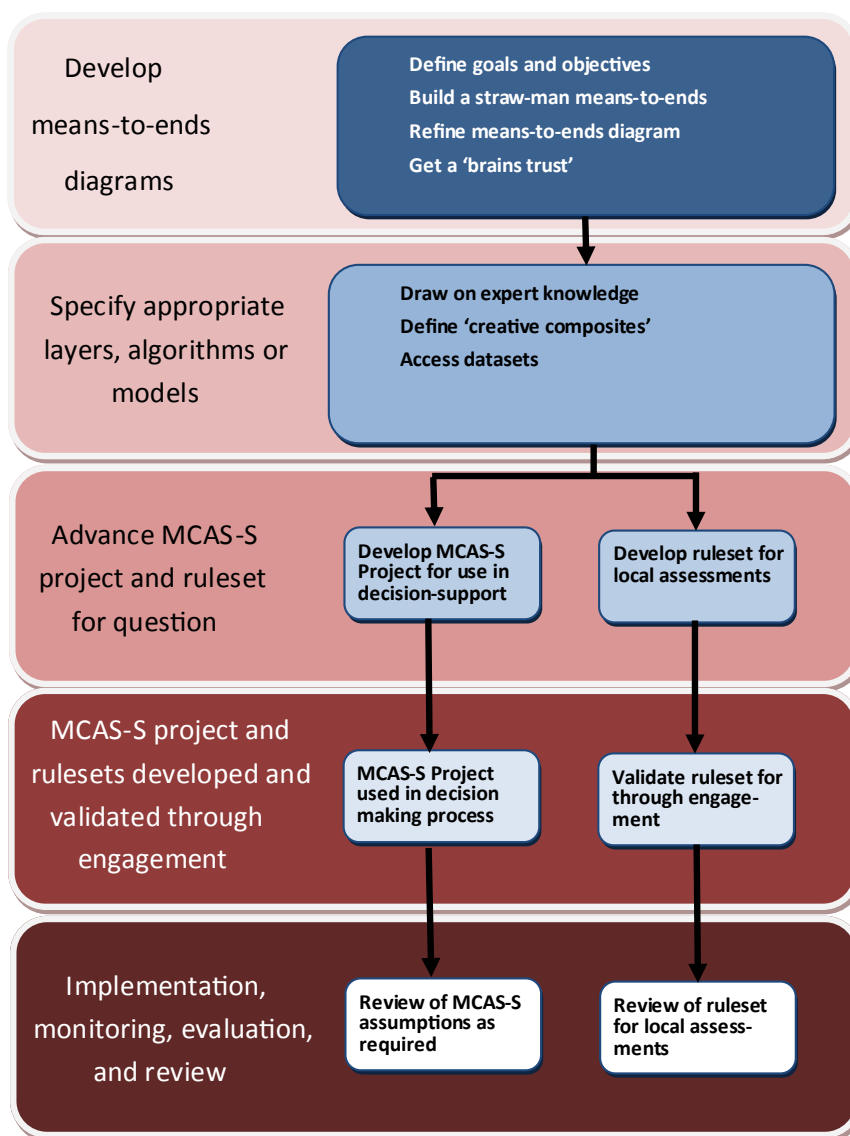 Develop
means-to-ends
diagrams
Define goals and objectives
Build a straw-man means-to-ends
Refine means-to-ends diagram
Get a ‘brains trust’
Specify appropriate
layers, algorithms or
models
Draw on expert knowledge
Define ‘creative composites’
Access datasets
Advance MCAS-S
project and ruleset
for question
Develop MCAS-S
Project for use in
decision-support
Develop ruleset for
local assessments
MCAS-S project and
rulesets developed and
validated through
engagement
MCAS-S Project
used in decision
making process
Validate ruleset for
through engage-
ment
Implementation,
monitoring, evaluation,
and review
Review of MCAS-S
assumptions as
required
Review of ruleset
for local assess-
ments